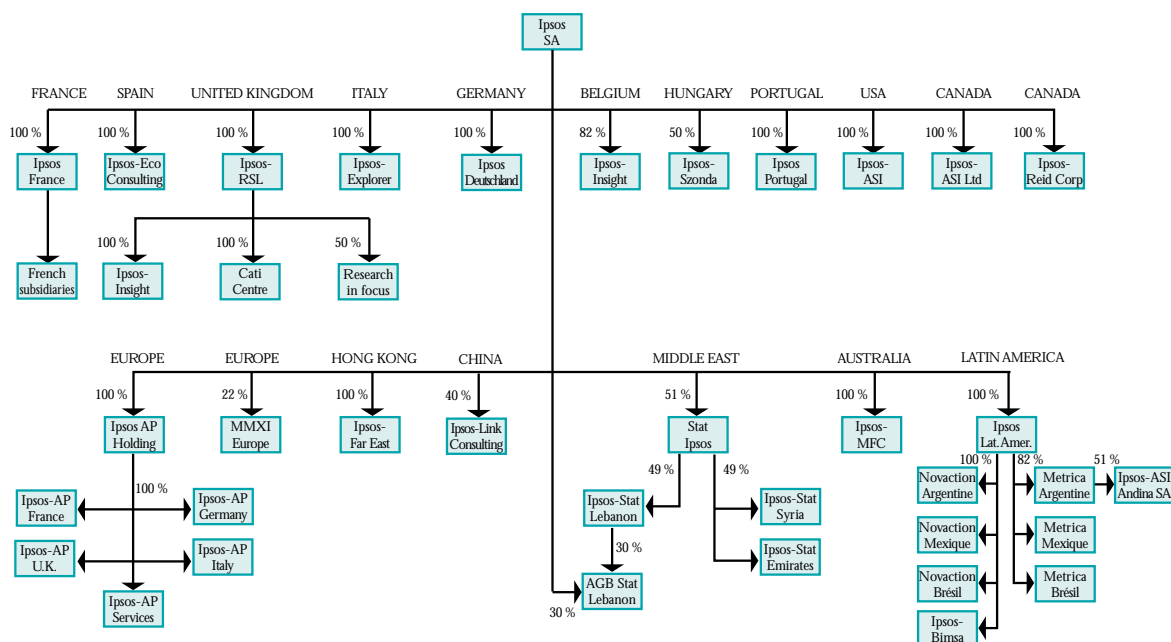 Ipsos
SA
FRANCE SPAIN UNITED KINGDOM ITALY GERMANY BELGIUM HUNGARY PORTUGAL USA CANADA CANADA
100 % 100 % 100 % 100 % 100 % 82 % 50 % 100 % 100 % 100 % 100 %
Ipsos Ipsos-Eco Ipsos- Ipsos- Ipsos Ipsos- Ipsos- Ipsos Ipsos- Ipsos- Ipsos-
France Consulting RSL Explorer Deutschland Insight Szonda Portugal ASI ASI Ltd Reid Corp
100 % 100 % 50 %
French Ipsos- Cati Research
subsidiaries Insight Centre in focus
EUROPE EUROPE HONG KONG CHINA MIDDLE EAST AUSTRALIA LATIN AMERICA
100 % 22 % 100 % 40 % 51 % 100 % 100 %
Ipsos AP MMXI Ipsos- Ipsos-Link Stat Ipsos- Ipsos
Holding Europe Far East Consulting Ipsos MFC Lat. Amer.
100 % 82 % 51 %
49 % 49 %
Novaction Metrica Ipsos-ASI
Argentine Argentine Andina SA
100 %
Ipsos-AP Ipsos-AP Ipsos-Stat Ipsos-Stat
France Germany Lebanon Syria
Novaction Metrica
Mexique Mexique
30 %
Ipsos-AP Ipsos-AP Ipsos-Stat
U.K. Italy Emirates
Novaction Metrica
Brésil Brésil
AGB Stat
Lebanon
30 %
Ipsos-AP
Services
Ipsos-
Bimsa